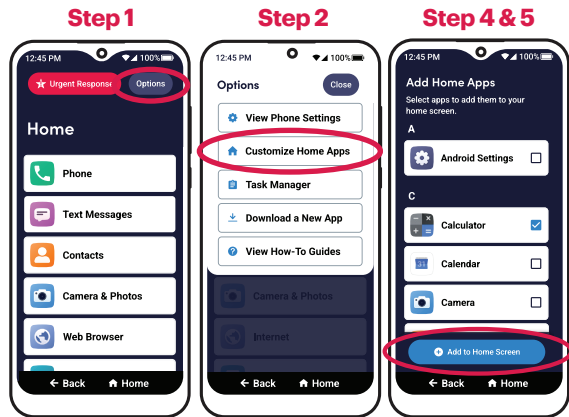 Step 1
12:45 PM
100%
Urgent Response
Options
Home
Phone
Text Messages
Contacts
Camera & Photos
Web Browser
Back
Home
Step 2
12:45 PM
100%
Options
Close
View Phone Settings
Customize Home Apps
Task Manager
Download a New App
View How-To Guides
Camera & Photos
Internet
Back
Home
Step 4 & 5
12:45 PM
100%
Add Home Apps
Select apps to add them to your
home screen.
A
Android Settings
C
Calculator
Calendar
Camera
Add to Home Screen
Back
Home